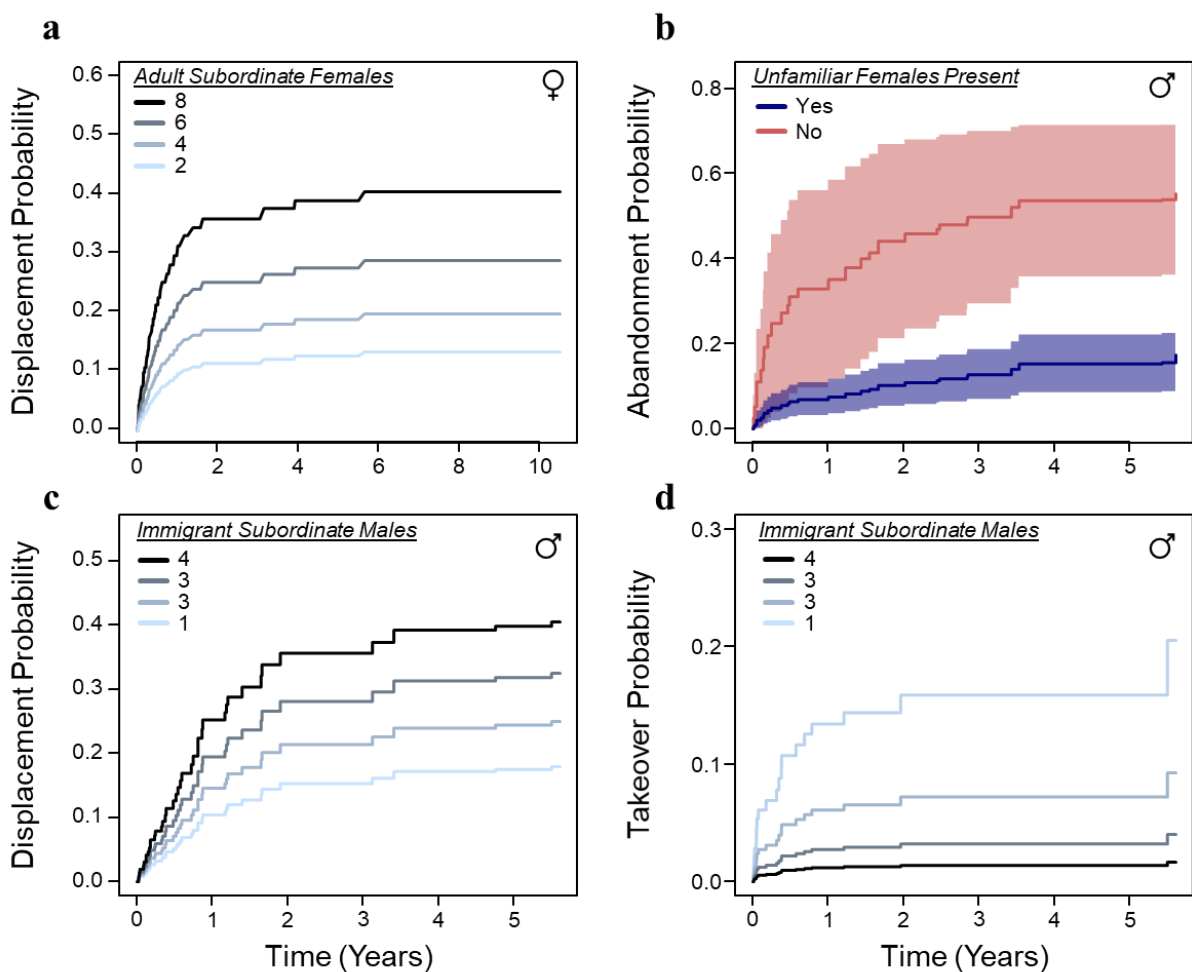 a
Adult Subordinate Females
♀
8
6
4
2
Displacement Probability
0.6
0.5
0.4
0.3
0.2
0.1
0.0
0 2 4 6 8 10
b
Unfamiliar Females Present
♂
Yes
No
Abandonment Probability
0.8
0.6
0.4
0.2
0.0
0 1 2 3 4 5
c
Immigrant Subordinate Males
♂
4
3
3
1
Displacement Probability
0.5
0.4
0.3
0.2
0.1
0.0
0 1 2 3 4 5
Time (Years)
d
Immigrant Subordinate Males
♂
4
3
3
1
Takeover Probability
0.3
0.2
0.1
0.0
0 1 2 3 4 5
Time (Years)